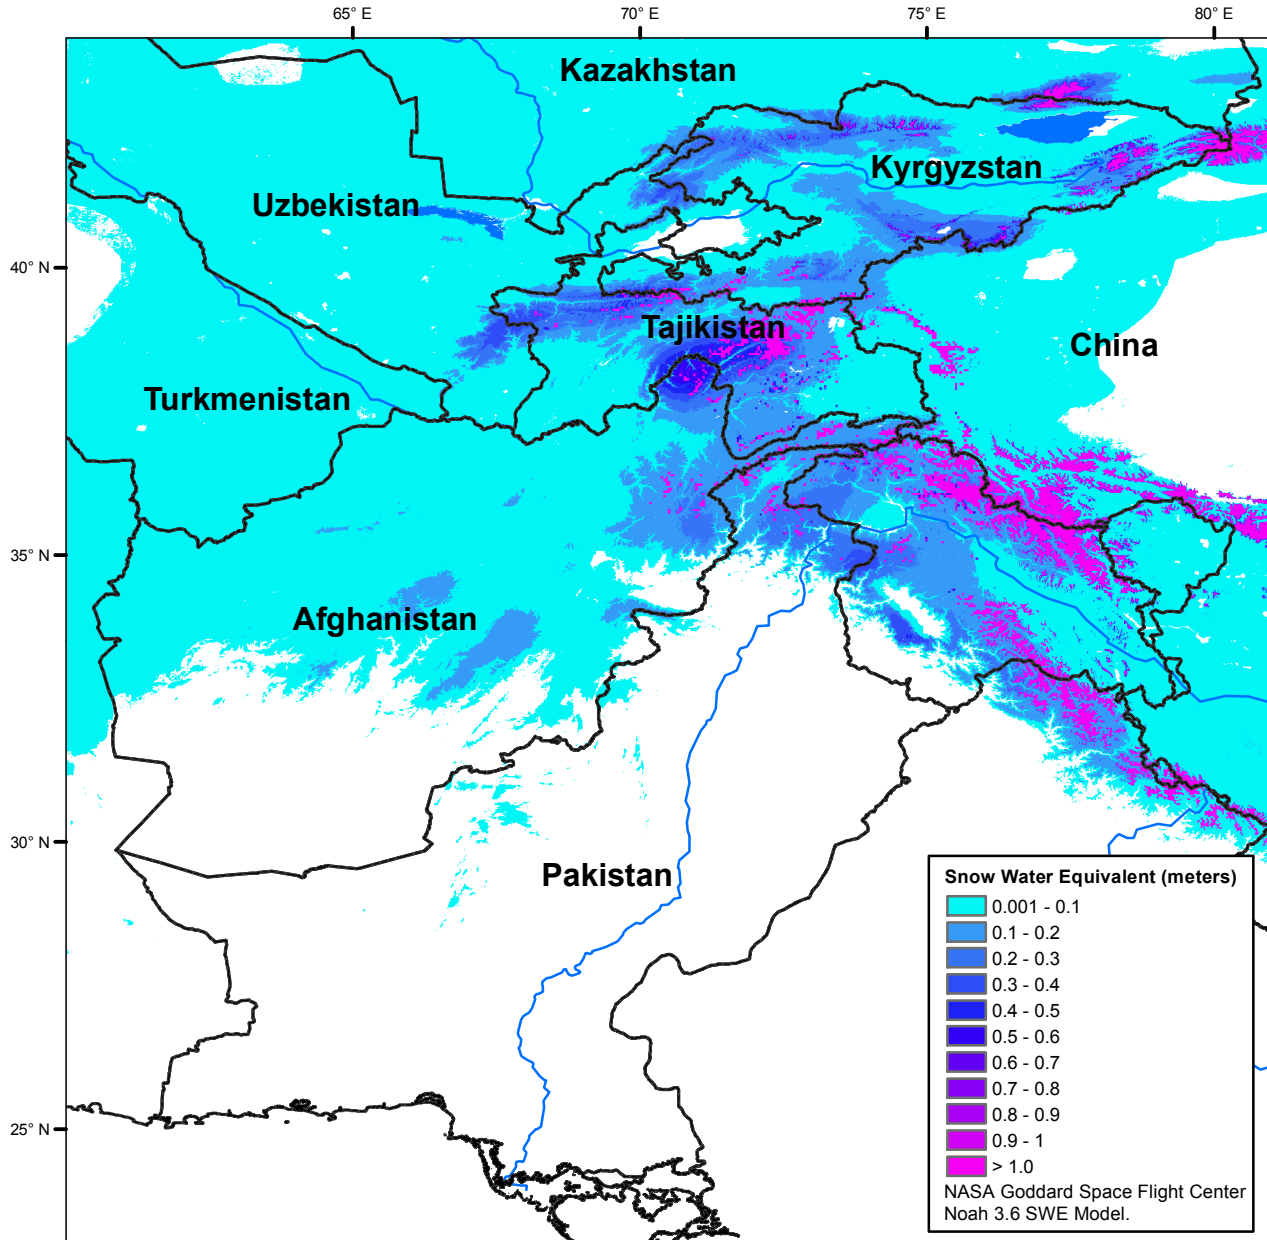 65° E
70° E
75° E
80° E
Kazakhstan
Kyrgyzstan
Uzbekistan
40° N
Tajikistan
China
Turkmenistan
35° N
Afghanistan
30° N
Pakistan
25° N
Snow Water Equivalent (meters)
0.001 - 0.1
0.1 - 0.2
0.2 - 0.3
0.3 - 0.4
0.4 - 0.5
0.5 - 0.6
0.6 - 0.7
0.7 - 0.8
0.8 - 0.9
0.9 - 1
> 1.0
NASA Goddard Space Flight Center
Noah 3.6 SWE Model.